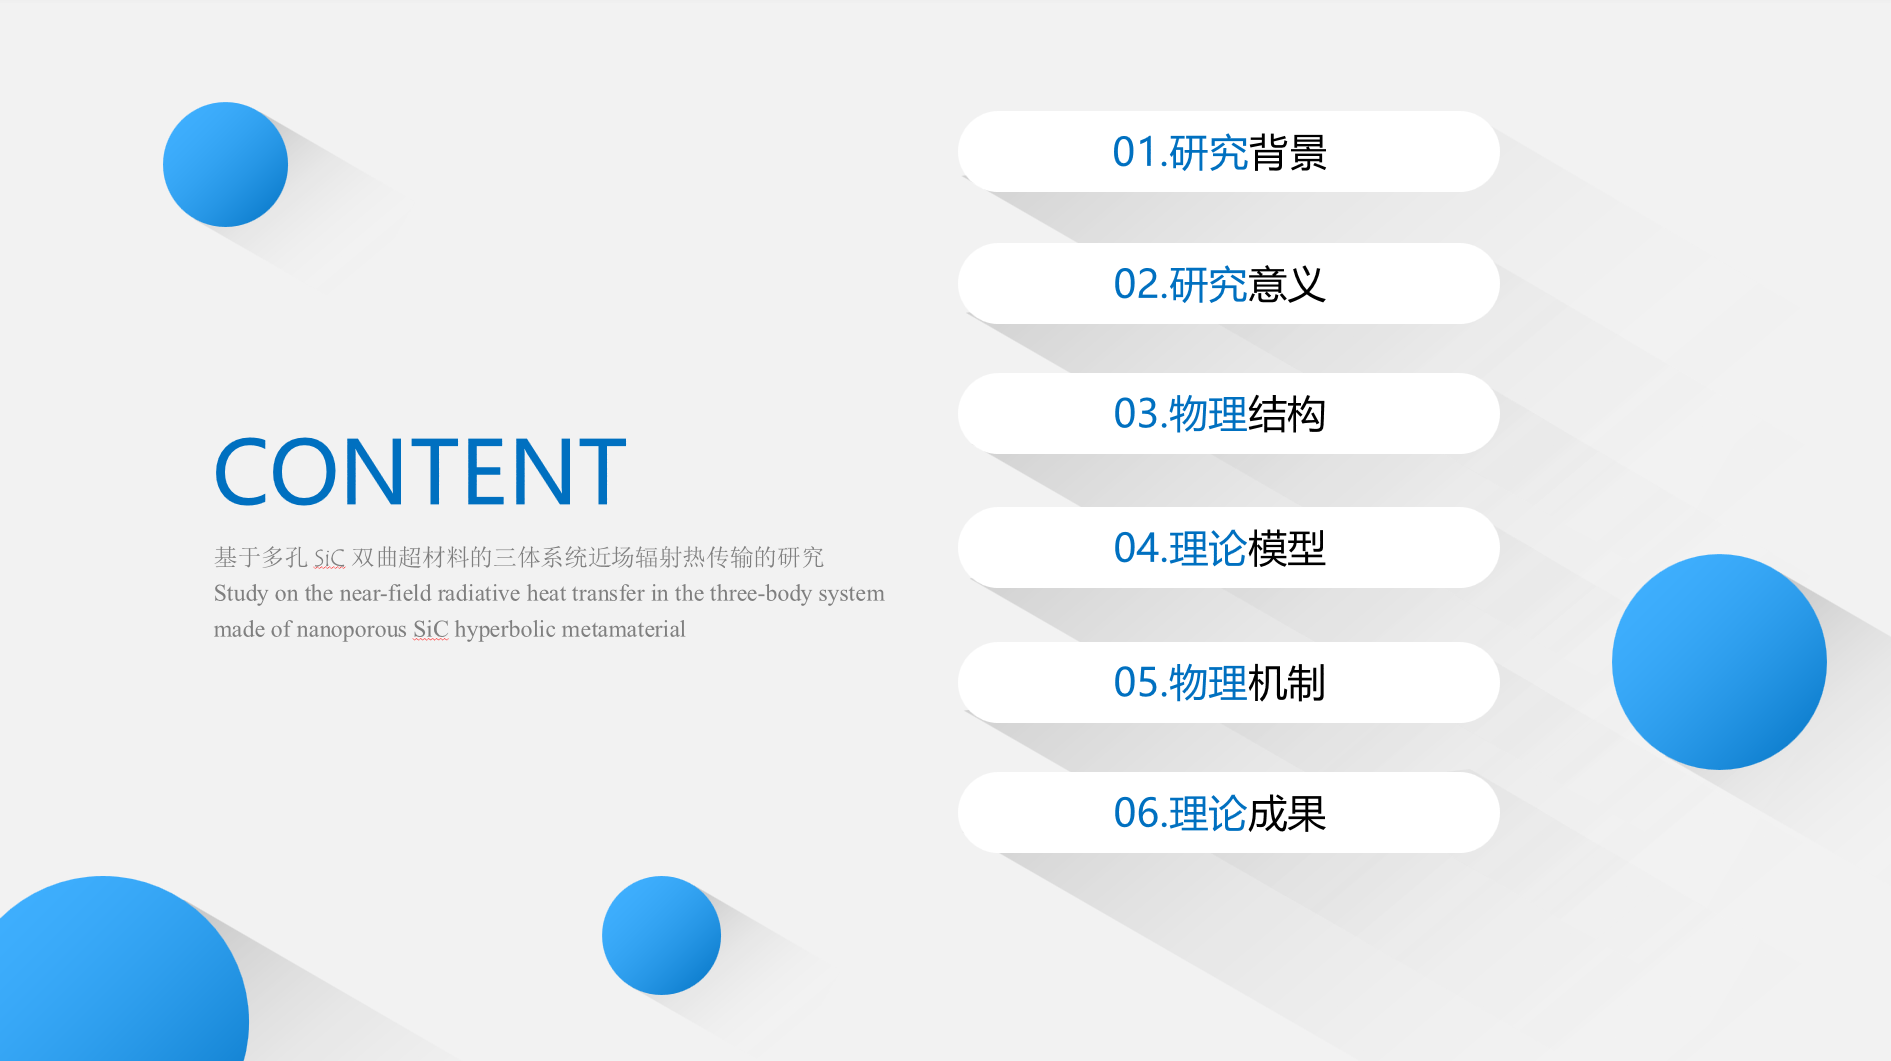 CONTENT
基于多孔 SiC 双曲超材料的三体系统近场辐射热传输的研究
Study on the near-field radiative heat transfer in the three-body system
made of nanoporous SiC hyperbolic metamaterial
01.研究背景
02.研究意义
03.物理结构
04.理论模型
05.物理机制
06.理论成果